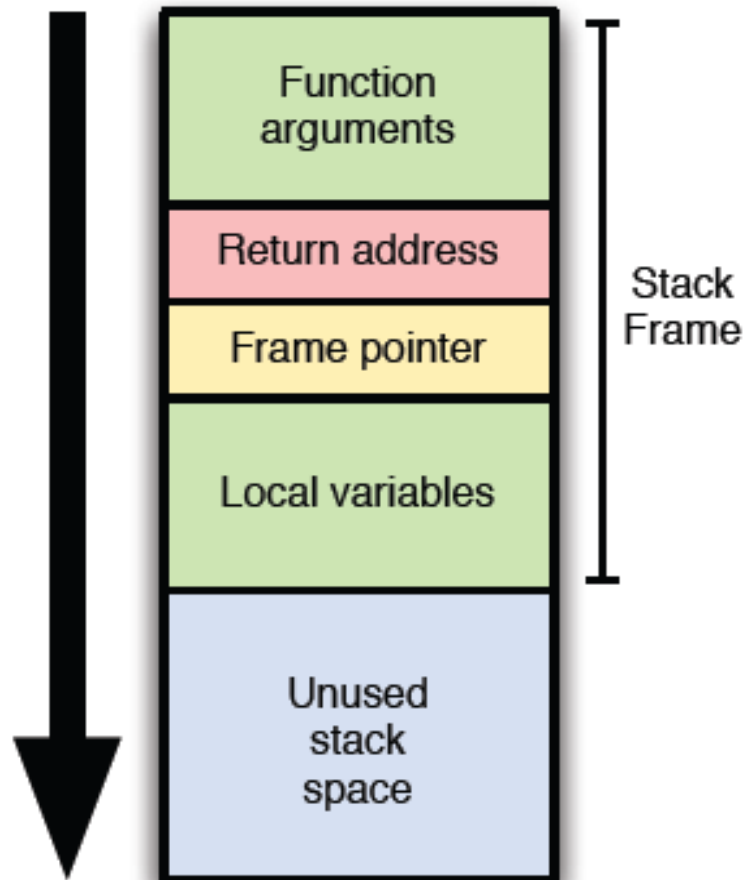 Function
arguments
Return address
Frame pointer
Local variables
Unused
stack
space
Stack
Frame